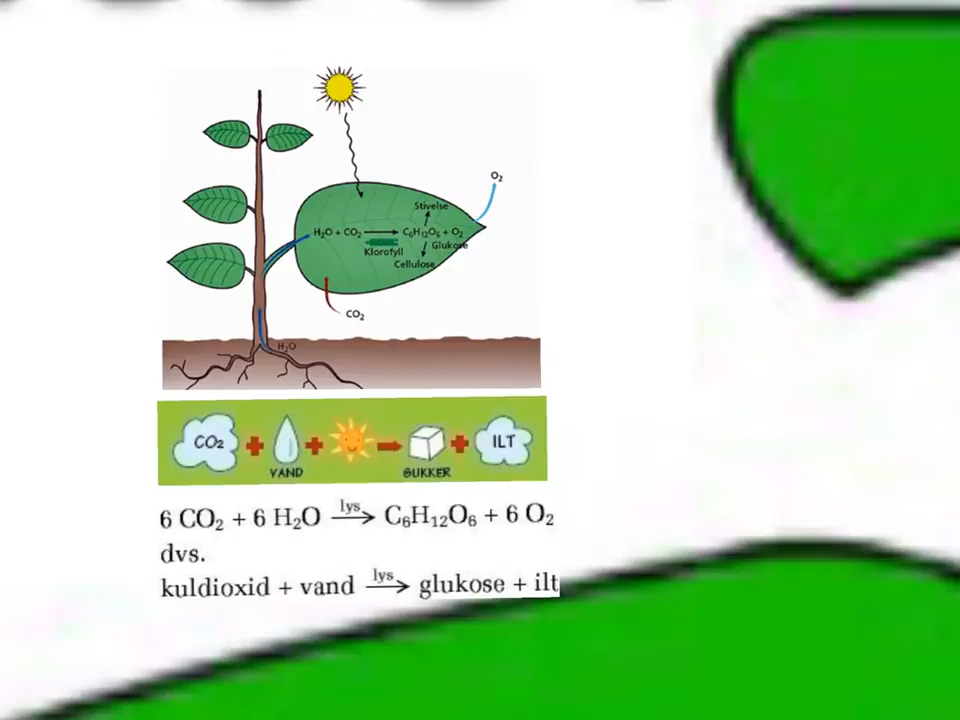 O₂
Stivelse
H₂O + CO₂ → C₆H₁₂O₆ + O₂
Klorofyll
Glukose
Cellulose
CO₂
H₂O
CO₂ + + → + ILT
VAND SUKKER
6 CO₂ + 6 H₂O lys→ C₆H₁₂O₆ + 6 O₂
dvs.
kuldioxid + vand lys→ glukose + ilt